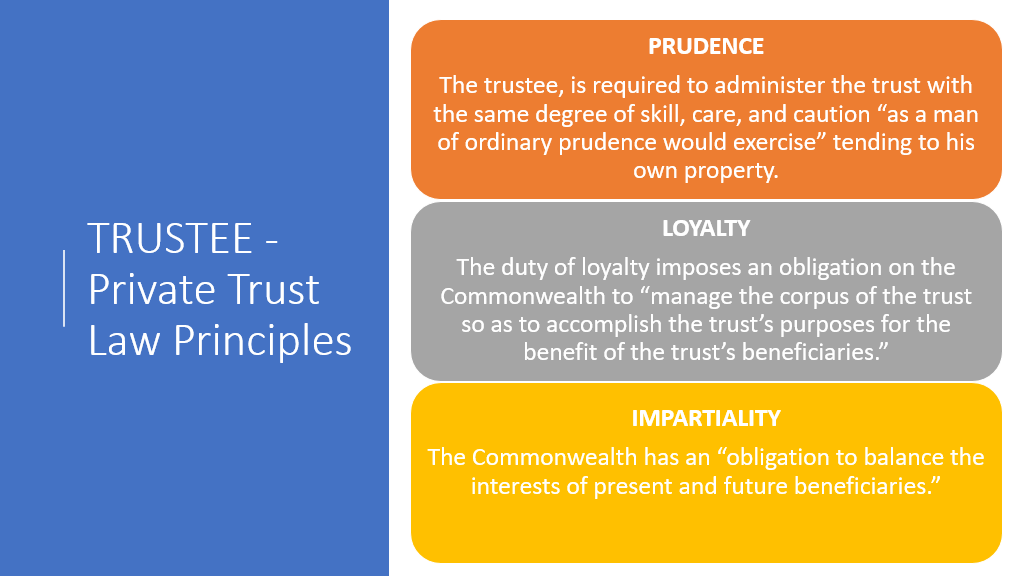 TRUSTEE -
Private Trust
Law Principles
PRUDENCE
The trustee, is required to administer the trust with
the same degree of skill, care, and caution “as a man
of ordinary prudence would exercise” tending to his
own property.
LOYALTY
The duty of loyalty imposes an obligation on the
Commonwealth to “manage the corpus of the trust
so as to accomplish the trust’s purposes for the
benefit of the trust’s beneficiaries.”
IMPARTIALITY
The Commonwealth has an “obligation to balance the
interests of present and future beneficiaries.”